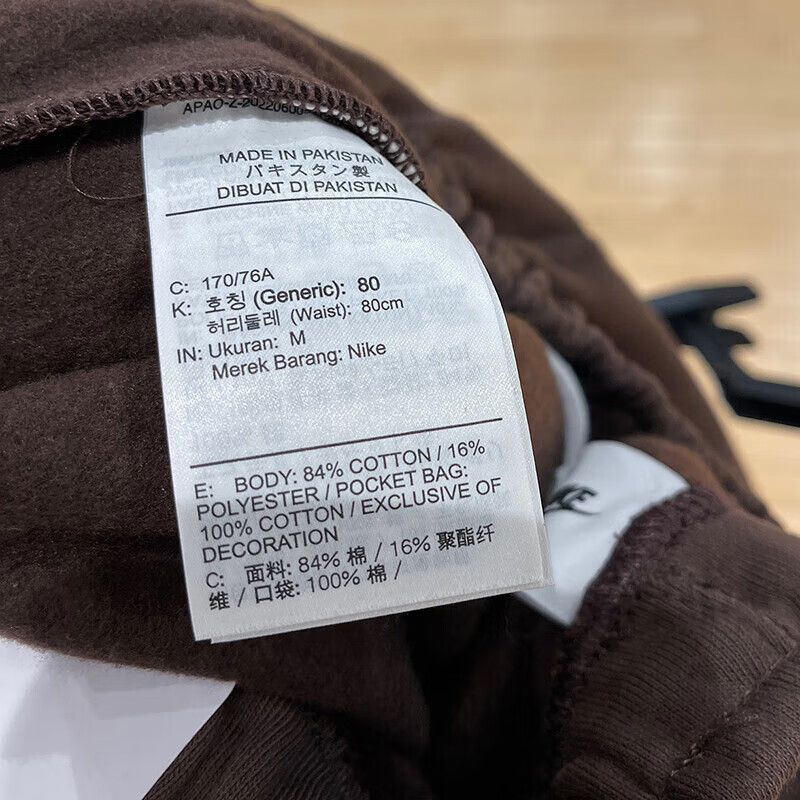 APAO-Z-20220600
MADE IN PAKISTAN
パキスタン製
DIBUAT DI PAKISTAN
C: 170/76A
K: 호칭 (Generic): 80
허리둘레 (Waist): 80cm
IN: Ukuran: M
Merek Barang: Nike
E: BODY: 84% COTTON / 16%
POLYESTER / POCKET BAG:
100% COTTON / EXCLUSIVE OF
DECORATION
C: 面料: 84% 棉 / 16% 聚酯纤
维 / 口袋: 100% 棉 /